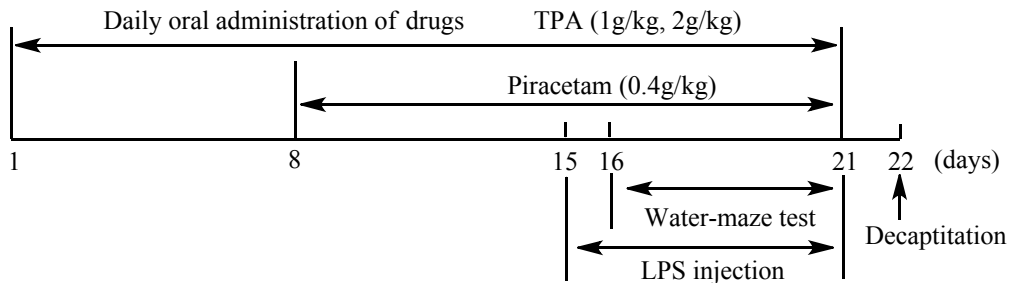 Daily oral administration of drugs TPA (1g/kg, 2g/kg)
Piracetam (0.4g/kg)
1 8 15 16 21 22 (days)
Water-maze test
Decaptitation
LPS injection